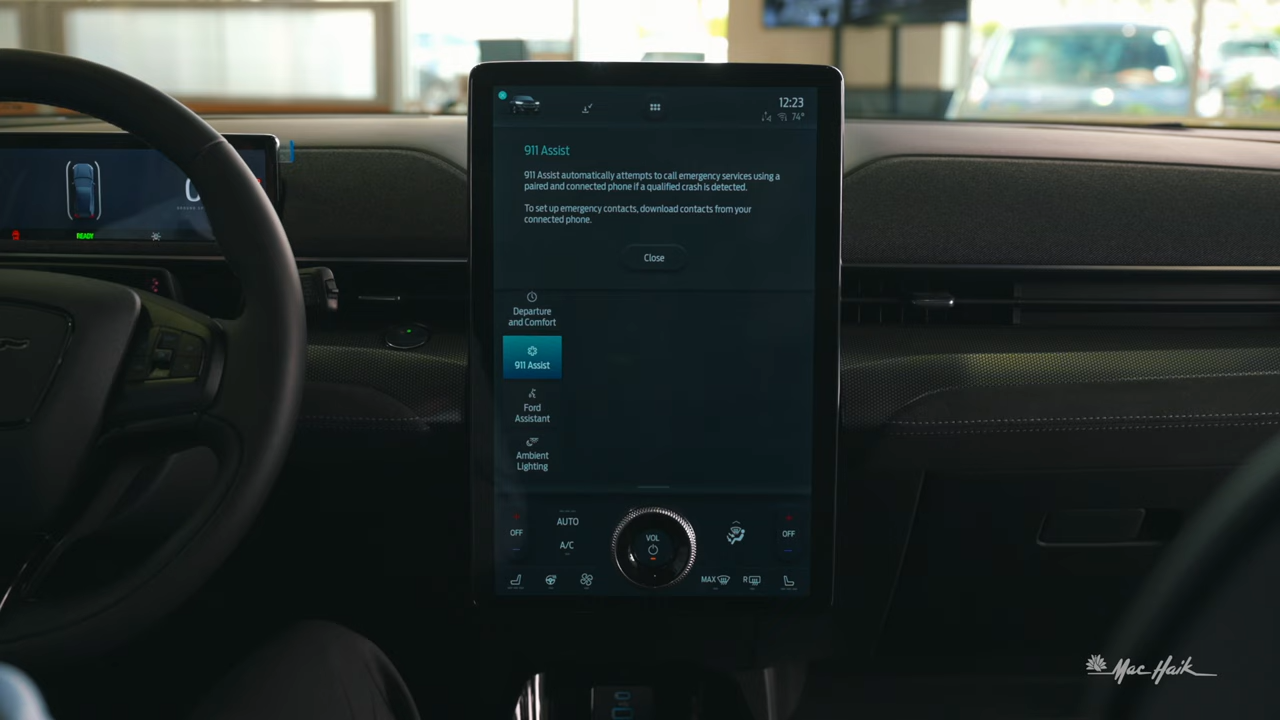 12:23
74°
911 Assist
911 Assist automatically attempts to call emergency services using a
paired and connected phone if a qualified crash is detected.
To set up emergency contacts, download contacts from your
connected phone.
Close
Departure
and Comfort
911 Assist
Ford
Assistant
Ambient
Lighting
READY
OFF
AUTO
A/C
VOL
OFF
MAX
R
Mac Haik